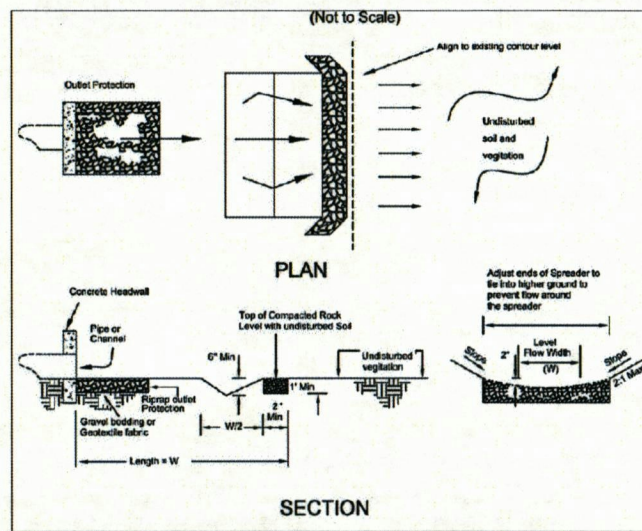 (Not to Scale)
Align to existing contour level
Outlet Protection
Undisturbed
soil and
vegitation
PLAN
Concrete Headwall
Pipe or
Channel
Top of Compacted Rock
Level with undisturbed Soil
6" Min
Undisturbed
vegitation
1' Min
Riprap outlet
Protection
2'
Min
W/2
Gravel bedding or
Geotextile fabric
Length = W
Adjust ends of Spreader to
tie into higher ground to
prevent flow around
the spreader
Slope
2"
Level
Flow Width
(W)
Slope
2:1 Max
SECTION